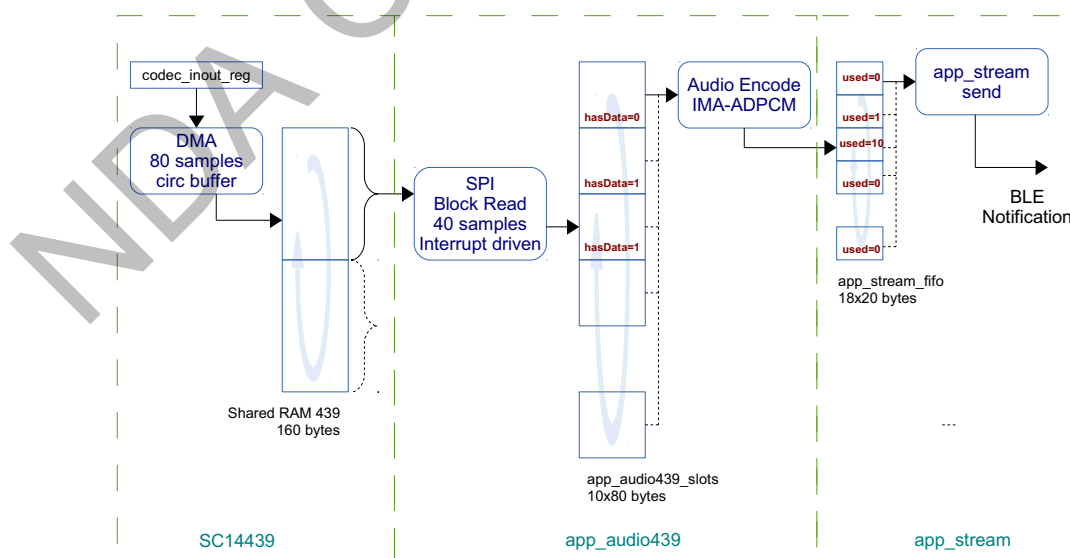 NDA
codec_inout_reg
DMA
80 samples
circ buffer
Shared RAM 439
160 bytes
SC14439
SPI
Block Read
40 samples
Interrupt driven
hasData=0
hasData=1
hasData=1
app_audio439_slots
10x80 bytes
Audio Encode
IMA-ADPCM
app_audio439
used=0
used=1
used=10
used=0
used=0
app_stream_fifo
18x20 bytes
app_stream
send
BLE
Notification
...
app_stream